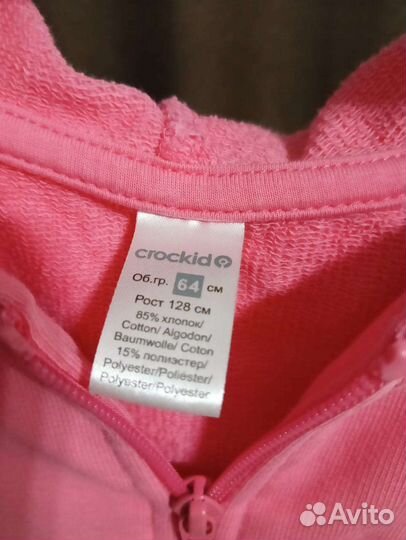 crockid
Об.гр. 64 см
Рост 128 см
85% хлопок/
Cotton/ Algodon/
Baumwolle/ Coton
15% полиэстер/
Polyester/Poliester/
Polyester/Polyester
Avito